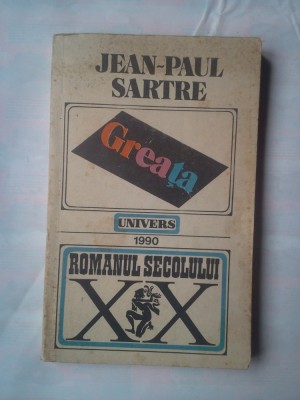 JEAN-PAUL
SARTRE
Greața
UNIVERS
1990
ROMANUL SECOLULUI
XX